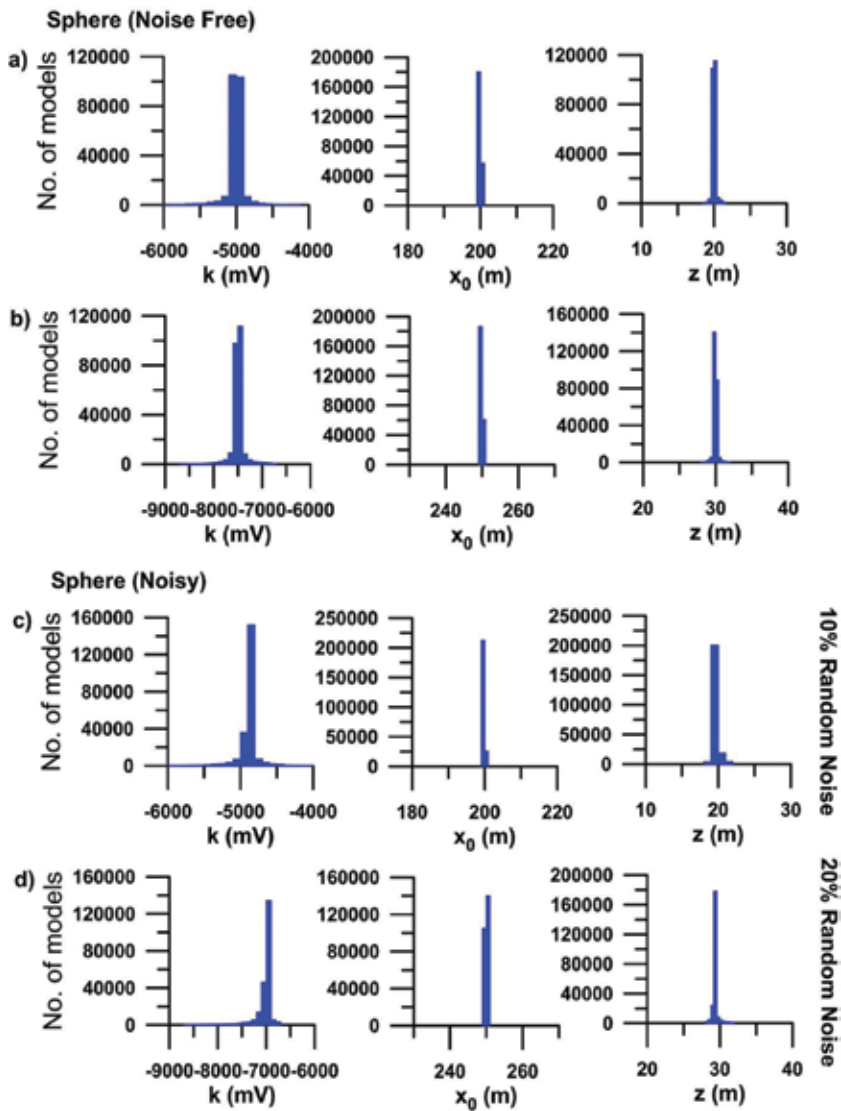 Sphere (Noise Free)
a)
No. of models
120000
80000
40000
0
-6000 -5000 -4000
k (mV)
200000
160000
120000
80000
40000
0
180 200 220
x0 (m)
120000
80000
40000
0
10 20 30
z (m)
b)
No. of models
120000
80000
40000
0
-9000 -8000 -7000 -6000
k (mV)
200000
160000
120000
80000
40000
0
240 260
x0 (m)
160000
120000
80000
40000
0
20 30 40
z (m)
Sphere (Noisy)
c)
No. of models
160000
120000
80000
40000
0
-6000 -5000 -4000
k (mV)
250000
200000
150000
100000
50000
0
180 200 220
x0 (m)
250000
200000
150000
100000
50000
0
10 20 30
z (m)
10% Random Noise
d)
No. of models
160000
120000
80000
40000
0
-9000 -8000 -7000 -6000
k (mV)
160000
120000
80000
40000
0
240 260
x0 (m)
200000
160000
120000
80000
40000
0
20 30 40
z (m)
20% Random Noise